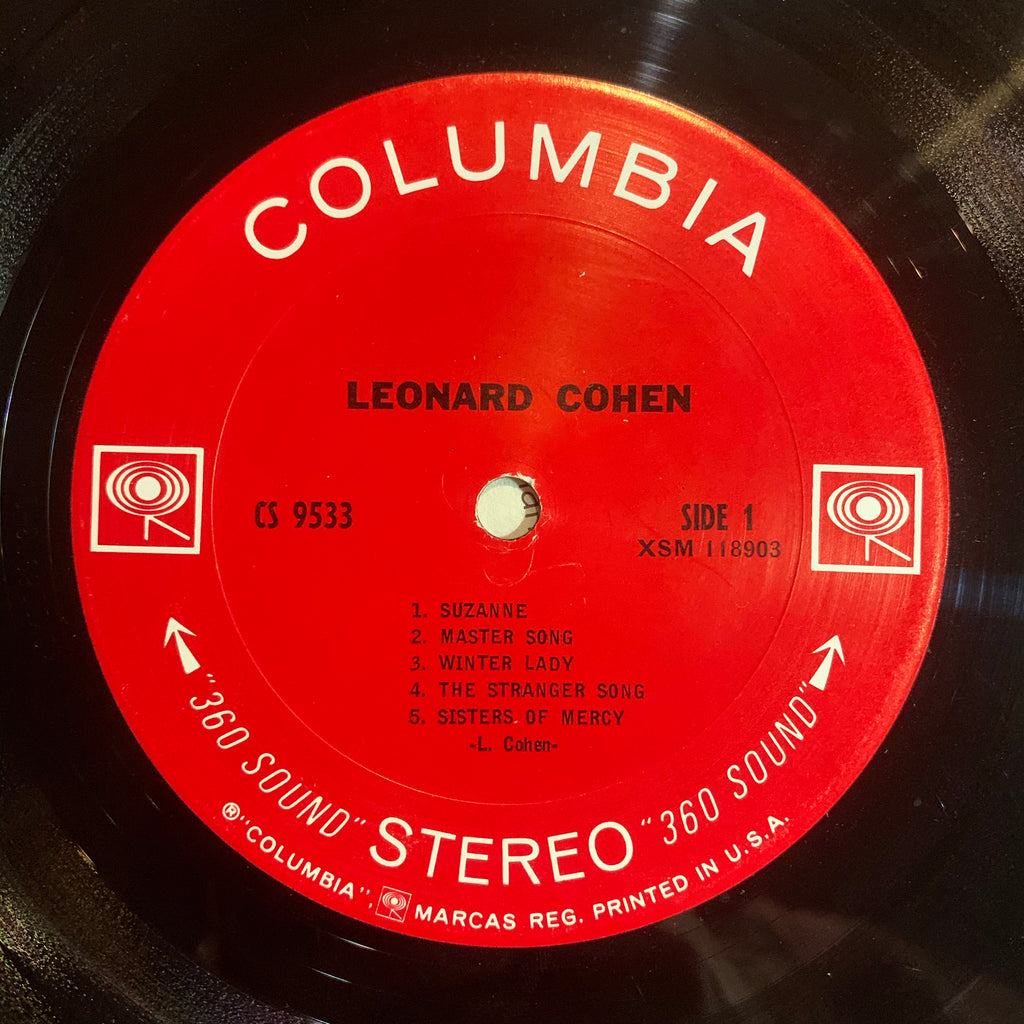 COLUMBIA
LEONARD COHEN
CS 9533
SIDE 1
XSM 118903
1. SUZANNE
2. MASTER SONG
3. WINTER LADY
4. THE STRANGER SONG
5. SISTERS OF MERCY
-L. Cohen-
"360 SOUND" STEREO "360 SOUND"
® "COLUMBIA", MARCAS REG. PRINTED IN U.S.A.